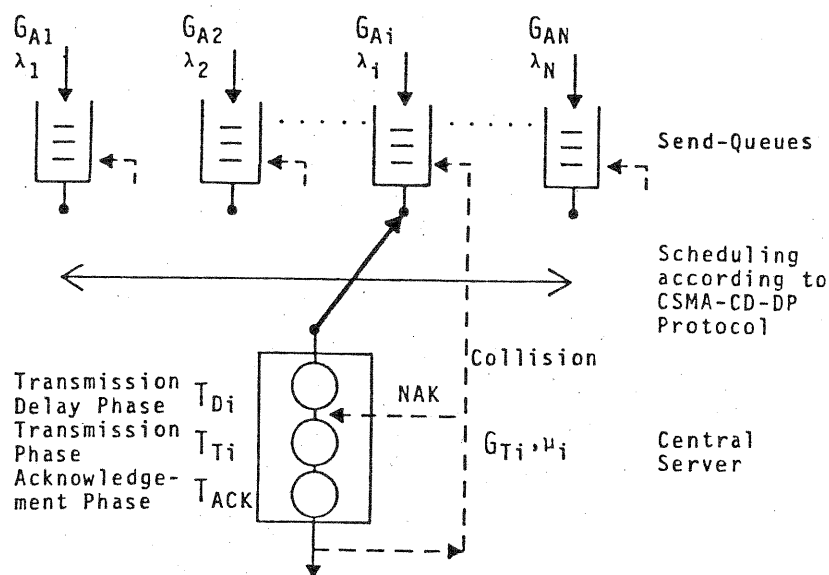 G_A1 G_A2 G_Ai G_AN
λ_1 λ_2 λ_i λ_N
Send-Queues
Scheduling
according to
CSMA-CD-DP
Protocol
Collision
Transmission
Delay Phase T_Di
NAK
Transmission
Phase T_Ti
G_Ti,μ_i
Central
Server
Acknowledge-
ment Phase T_ACK